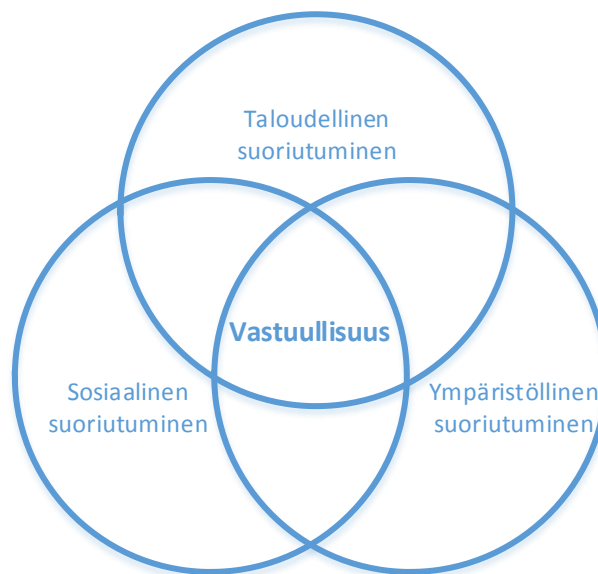 Taloudellinen
suoriutuminen
Vastuullisuus
Sosiaalinen
suoriutuminen
Ympäristöllinen
suoriutuminen